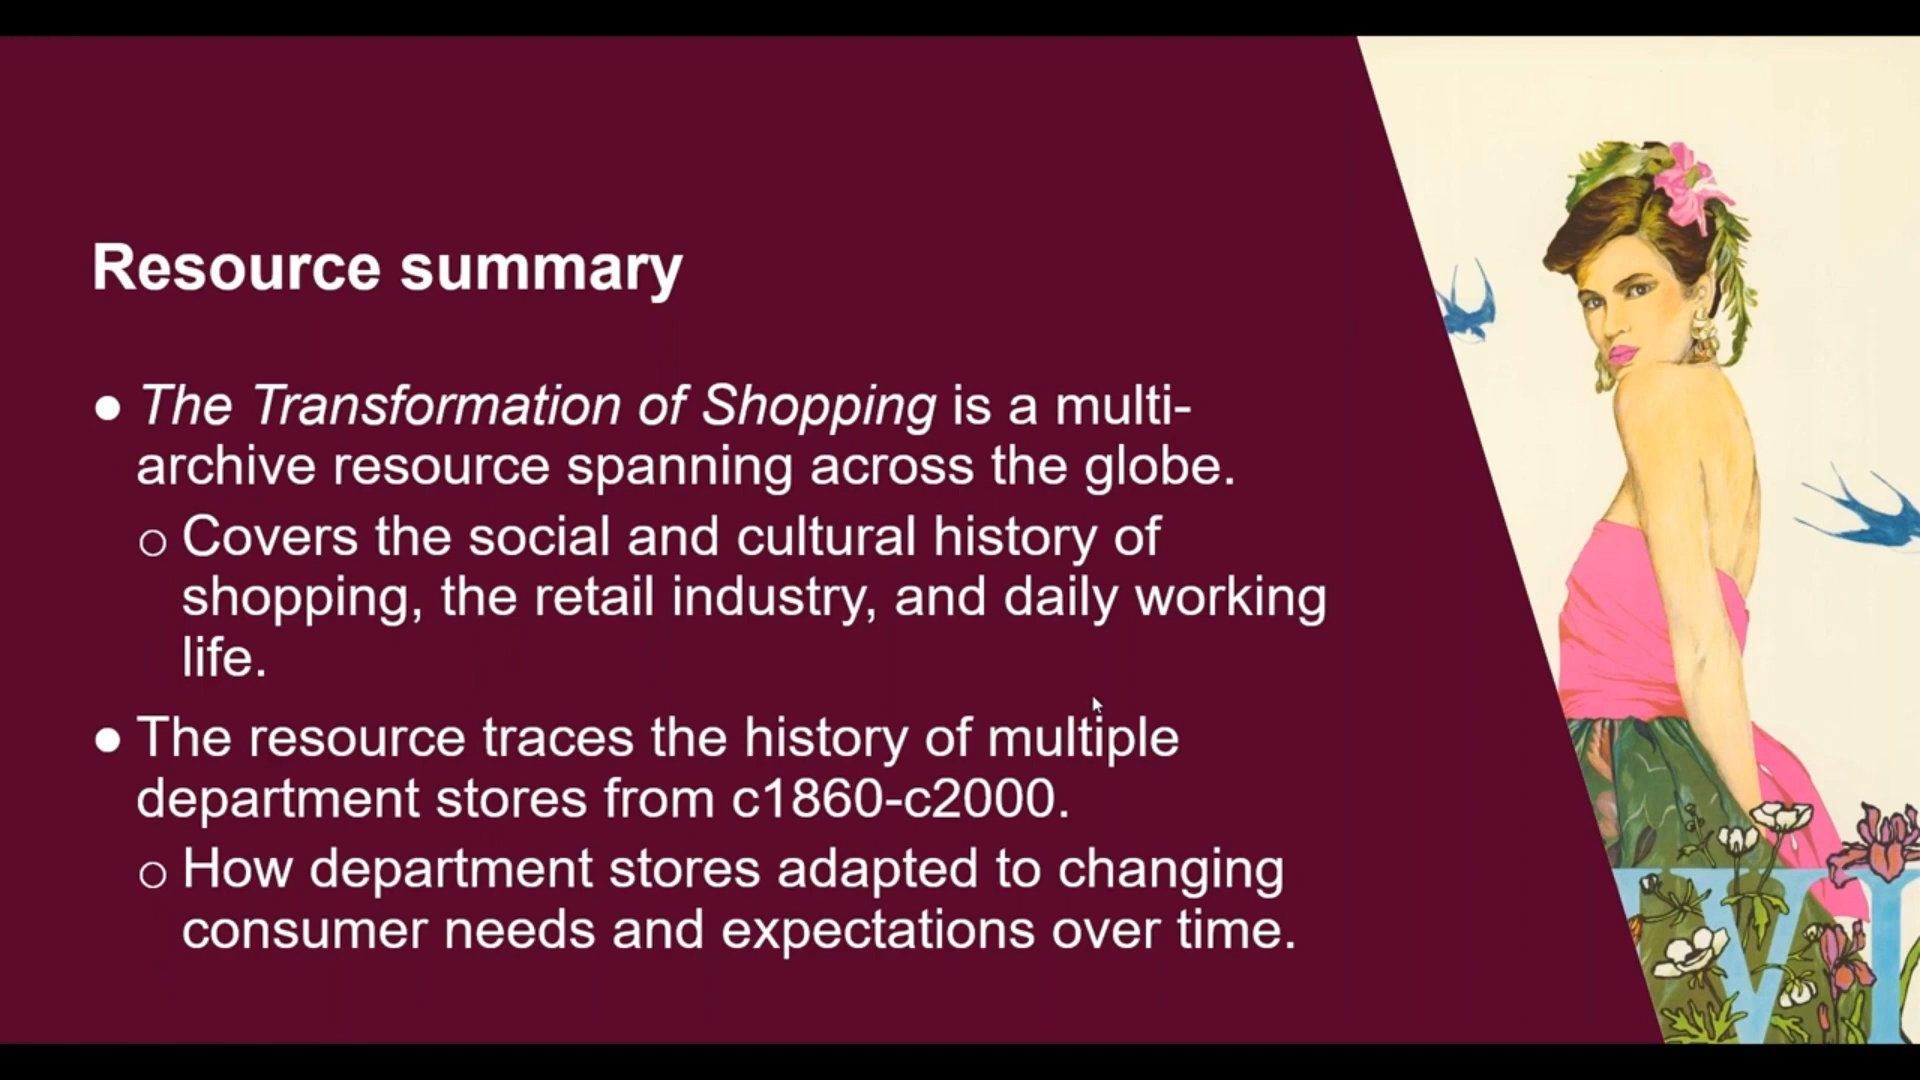 Resource summary
● The Transformation of Shopping is a multi-
archive resource spanning across the globe.
○ Covers the social and cultural history of
shopping, the retail industry, and daily working
life.
● The resource traces the history of multiple
department stores from c1860-c2000.
○ How department stores adapted to changing
consumer needs and expectations over time.